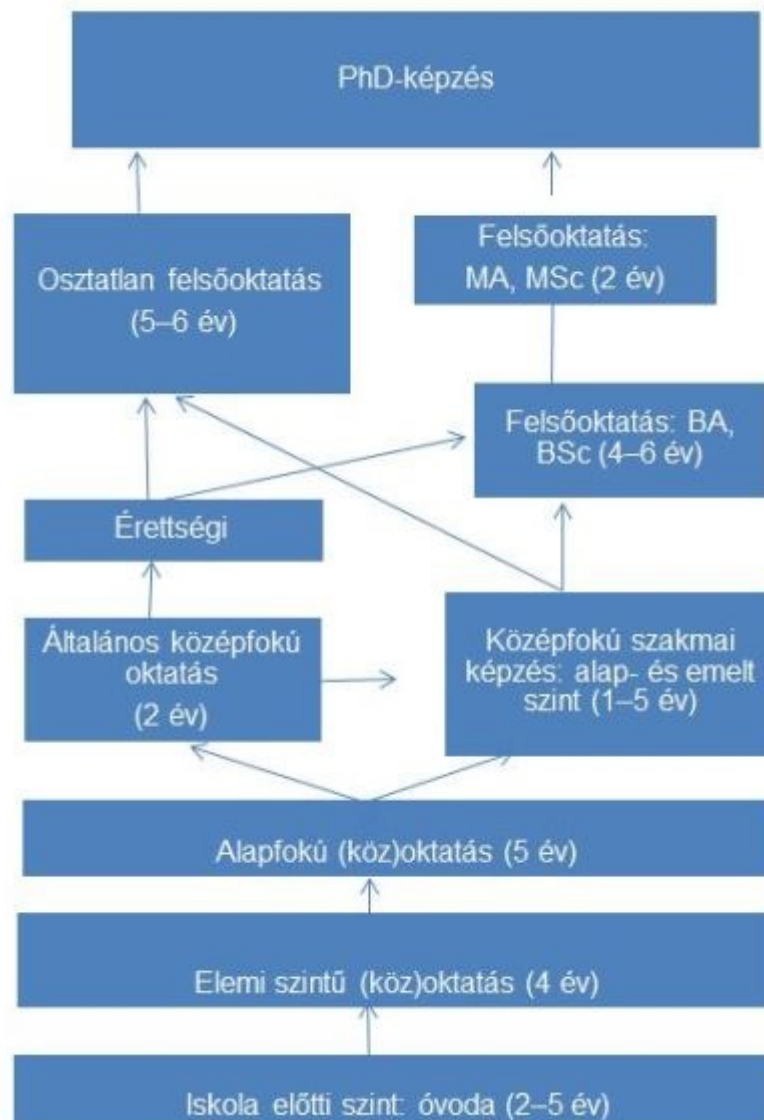 PhD-képzés
Osztatlan felsőoktatás
(5–6 év)
Felsőoktatás:
MA, MSc (2 év)
Felsőoktatás: BA,
BSc (4–6 év)
Érettségi
Általános középfokú
oktatás
(2 év)
Középfokú szakmai
képzés: alap- és emelt
szint (1–5 év)
Alapfokú (köz)oktatás (5 év)
Elemi szintű (köz)oktatás (4 év)
Iskola előtti szint: óvoda (2–5 év)